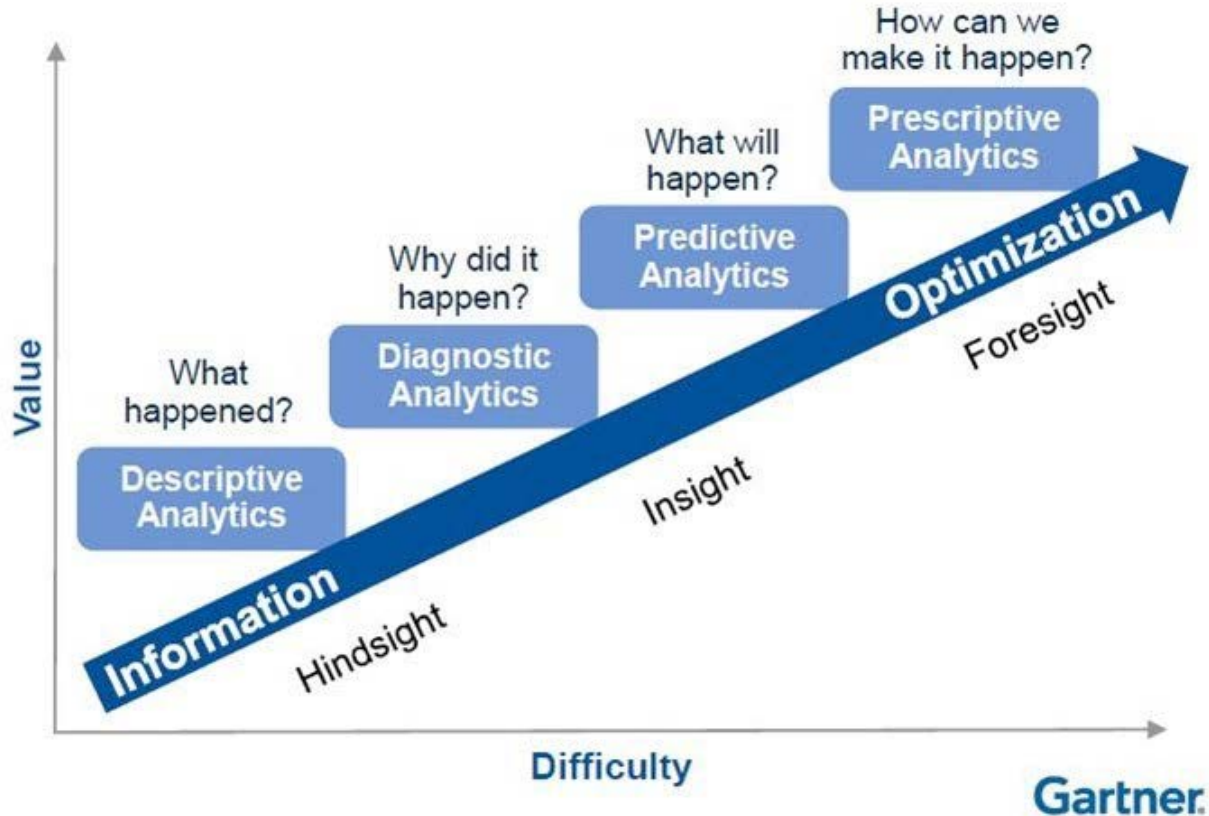 How can we
make it happen?
Prescriptive
Analytics
What will
happen?
Predictive
Analytics
Why did it
happen?
Diagnostic
Analytics
What
happened?
Descriptive
Analytics
Value
Information
Optimization
Hindsight
Insight
Foresight
Difficulty
Gartner.